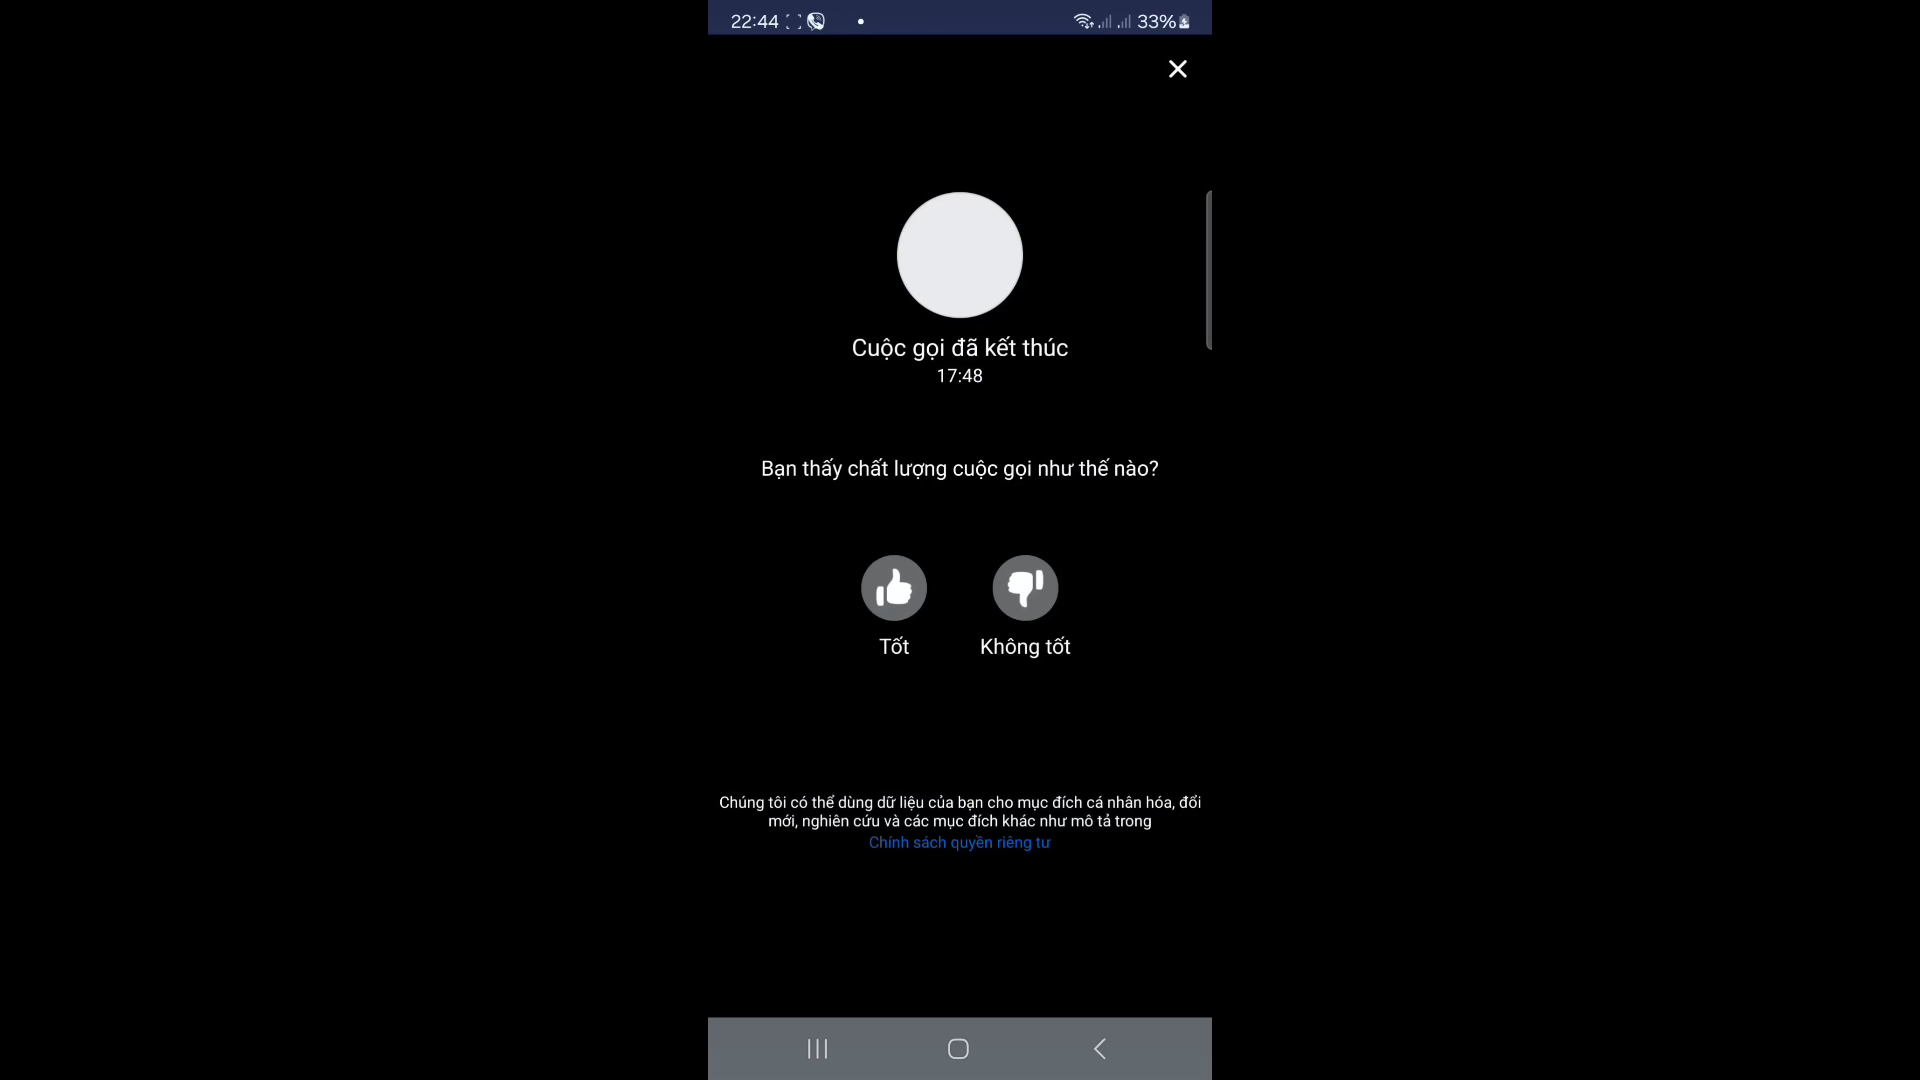 22:44
33%
Cuộc gọi đã kết thúc
17:48
Bạn thấy chất lượng cuộc gọi như thế nào?
Tốt
Không tốt
Chúng tôi có thể dùng dữ liệu của bạn cho mục đích cá nhân hóa, đổi
mới, nghiên cứu và các mục đích khác như mô tả trong
Chính sách quyền riêng tư